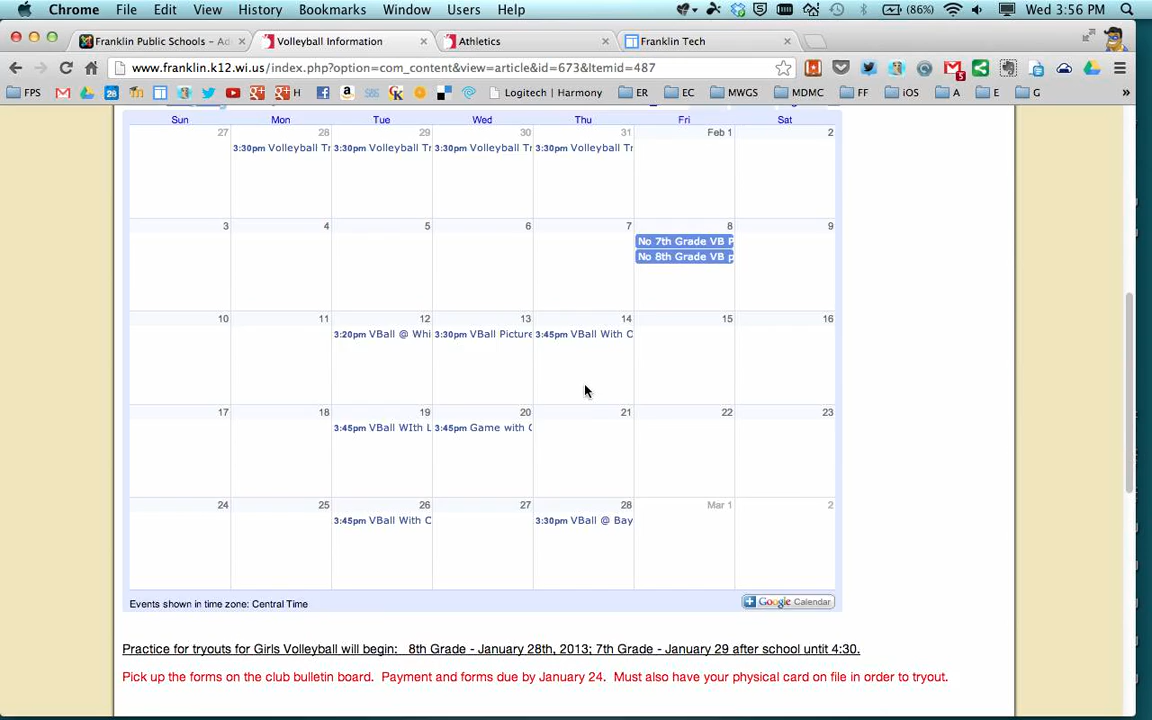 Chrome File Edit View History Bookmarks Window Users Help (86%) Wed 3:56 PM
Franklin Public Schools – Ad Volleyball Information Athletics Franklin Tech
www.franklin.k12.wi.us/index.php?option=com_content&view=article&id=673&Itemid=487
FPS H Logitech | Harmony ER EC MWGS MDMC FF iOS A E G »
Sun Mon Tue Wed Thu Fri Sat
27 28 29 30 31 Feb 1 2
3:30pm Volleyball Tr 3:30pm Volleyball Tr 3:30pm Volleyball Tr 3:30pm Volleyball Tr
3 4 5 6 7 8 9
No 7th Grade VB P
No 8th Grade VB p
10 11 12 13 14 15 16
3:20pm VBall @ Whi 3:30pm VBall Picture 3:45pm VBall With C
17 18 19 20 21 22 23
3:45pm VBall WIth L 3:45pm Game with C
24 25 26 27 28 Mar 1 2
3:45pm VBall With C 3:30pm VBall @ Bay
Events shown in time zone: Central Time
Google Calendar
Practice for tryouts for Girls Volleyball will begin: 8th Grade - January 28th, 2013; 7th Grade - January 29 after school until 4:30.
Pick up the forms on the club bulletin board. Payment and forms due by January 24. Must also have your physical card on file in order to tryout.